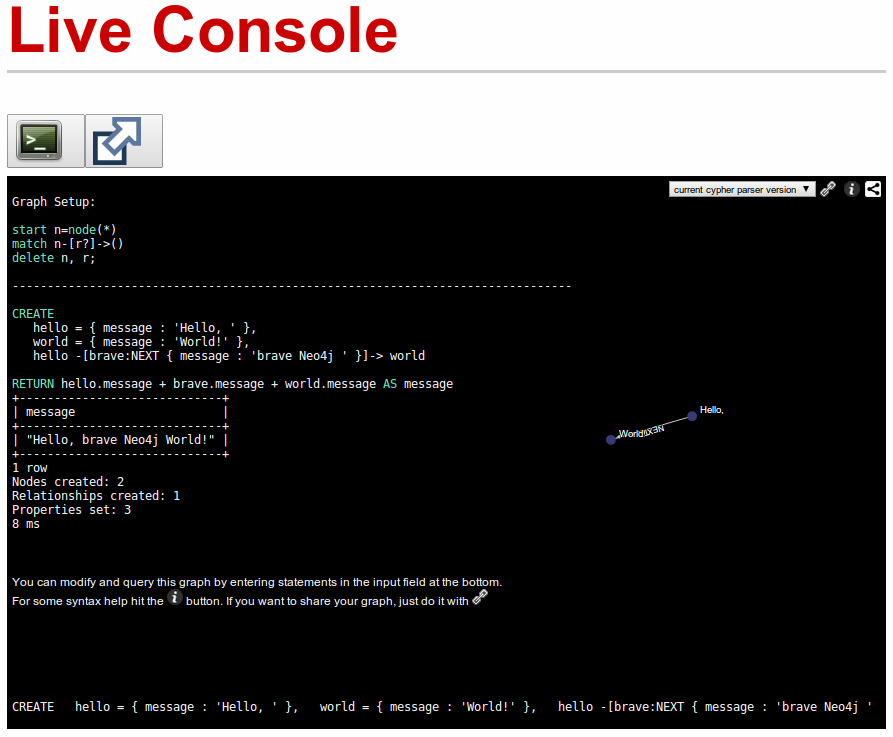 Live Console
>_
current cypher parser version ▼
Graph Setup:
start n=node(*)
match n-[r?]->()
delete n, r;
--------------------------------------------------------------------------------
CREATE
   hello = { message : 'Hello, ' },
   world = { message : 'World!' },
   hello -[brave:NEXT { message : 'brave Neo4j ' }]-> world
RETURN hello.message + brave.message + world.message AS message
+-----------------------------+
| message                     |
+-----------------------------+
| "Hello, brave Neo4j World!" |
+-----------------------------+
1 row
Nodes created: 2
Relationships created: 1
Properties set: 3
8 ms
Hello,
World!
NEXT
You can modify and query this graph by entering statements in the input field at the bottom.
For some syntax help hit the i button. If you want to share your graph, just do it with
CREATE   hello = { message : 'Hello, ' },   world = { message : 'World!' },   hello -[brave:NEXT { message : 'brave Neo4j '